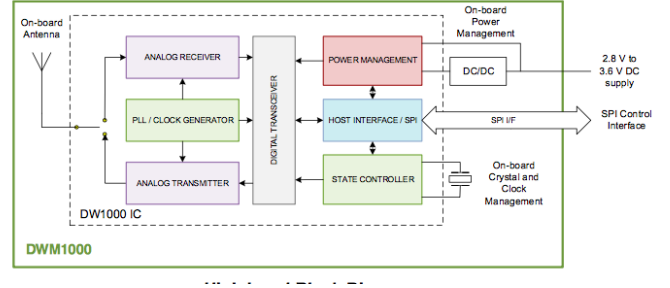 On-board
Antenna
On-board
Power
Management
ANALOG RECEIVER
POWER MANAGEMENT
DC/DC
2.8 V to
3.6 V DC
supply
PLL / CLOCK GENERATOR
DIGITAL TRANSCEIVER
HOST INTERFACE / SPI
SPI I/F
SPI Control
Interface
ANALOG TRANSMITTER
STATE CONTROLLER
On-board
Crystal and
Clock
Management
DW1000 IC
DWM1000